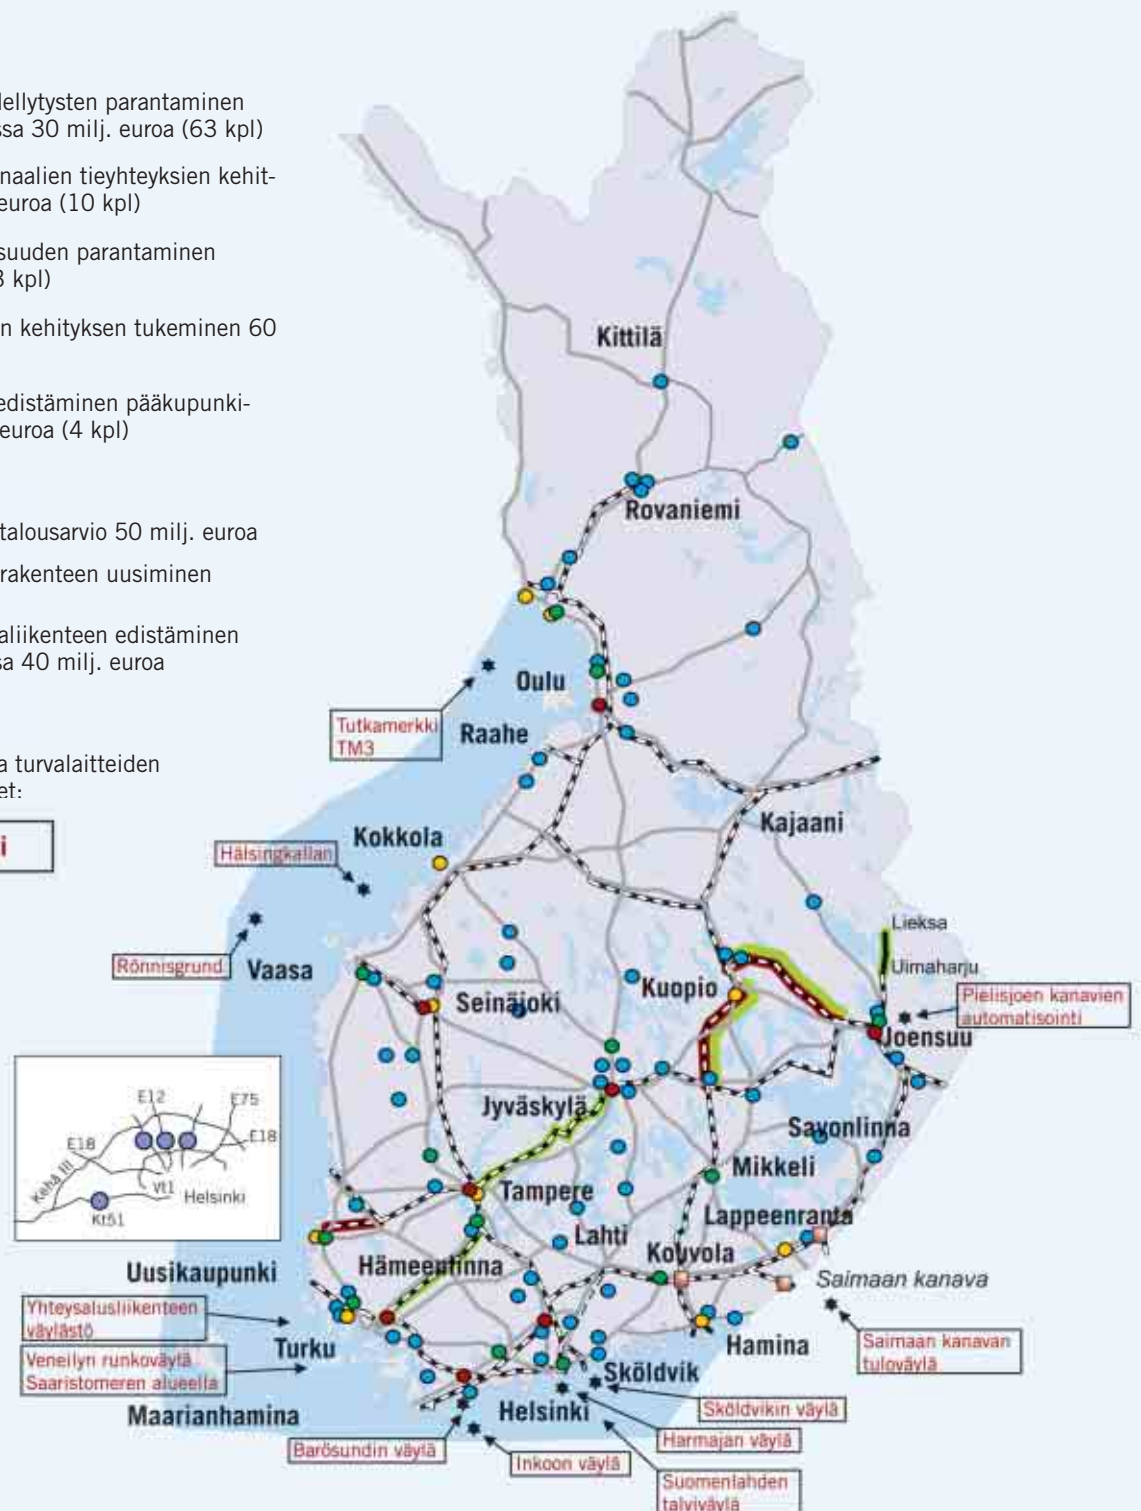 dellytysten parantaminen
ssa 30 milj. euroa (63 kpl)
naalien tieyhteyksien kehit-
euroa (10 kpl)
suuden parantaminen
3 kpl)
n kehityksen tukeminen 60
edistäminen pääkupunki-
euroa (4 kpl)
talousarvio 50 milj. euroa
rakenteen uusiminen
aliikenteen edistäminen
sa 40 milj. euroa
a turvalaitteiden
et:
i
Kittilä
Rovaniemi
Oulu
Tutkamerkki
TM3
Raahe
Kajaani
Kokkola
Hälsingkallan
Rönnisgrund
Vaasa
Lieksa
Uimaharju
Kuopio
Seinäjoki
Pielisjoen kanavien
automatisointi
Joensuu
Jyväskylä
Savonlinna
Mikkeli
E12
E75
E18
E18
Kehä III
Vt1
Helsinki
Kt51
Tampere
Lappeenranta
Lahti
Kouvola
Hämeenlinna
Uusikaupunki
Saimaan kanava
Yhteysalusliikenteen
väylästö
Turku
Hamina
Saimaan kanavan
tuloväylä
Veneilyn runkoväylä
Saaristomeren alueella
Sköldvik
Maarianhamina
Helsinki
Sköldvikin väylä
Harmajan väylä
Barösundin väylä
Inkoon väylä
Suomenlahden
talviväylä